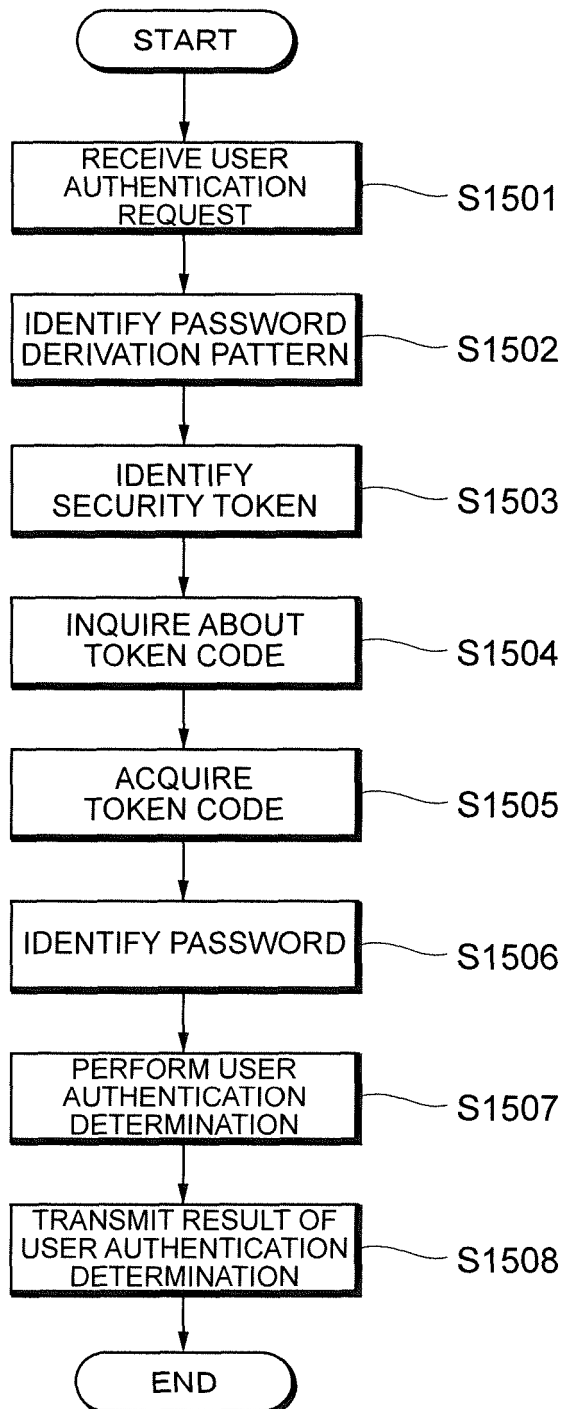 START
RECEIVE USER
AUTHENTICATION
REQUEST
S1501
IDENTIFY PASSWORD
DERIVATION PATTERN
S1502
IDENTIFY
SECURITY TOKEN
S1503
INQUIRE ABOUT
TOKEN CODE
S1504
ACQUIRE
TOKEN CODE
S1505
IDENTIFY PASSWORD
S1506
PERFORM USER
AUTHENTICATION
DETERMINATION
S1507
TRANSMIT RESULT OF
USER AUTHENTICATION
DETERMINATION
S1508
END